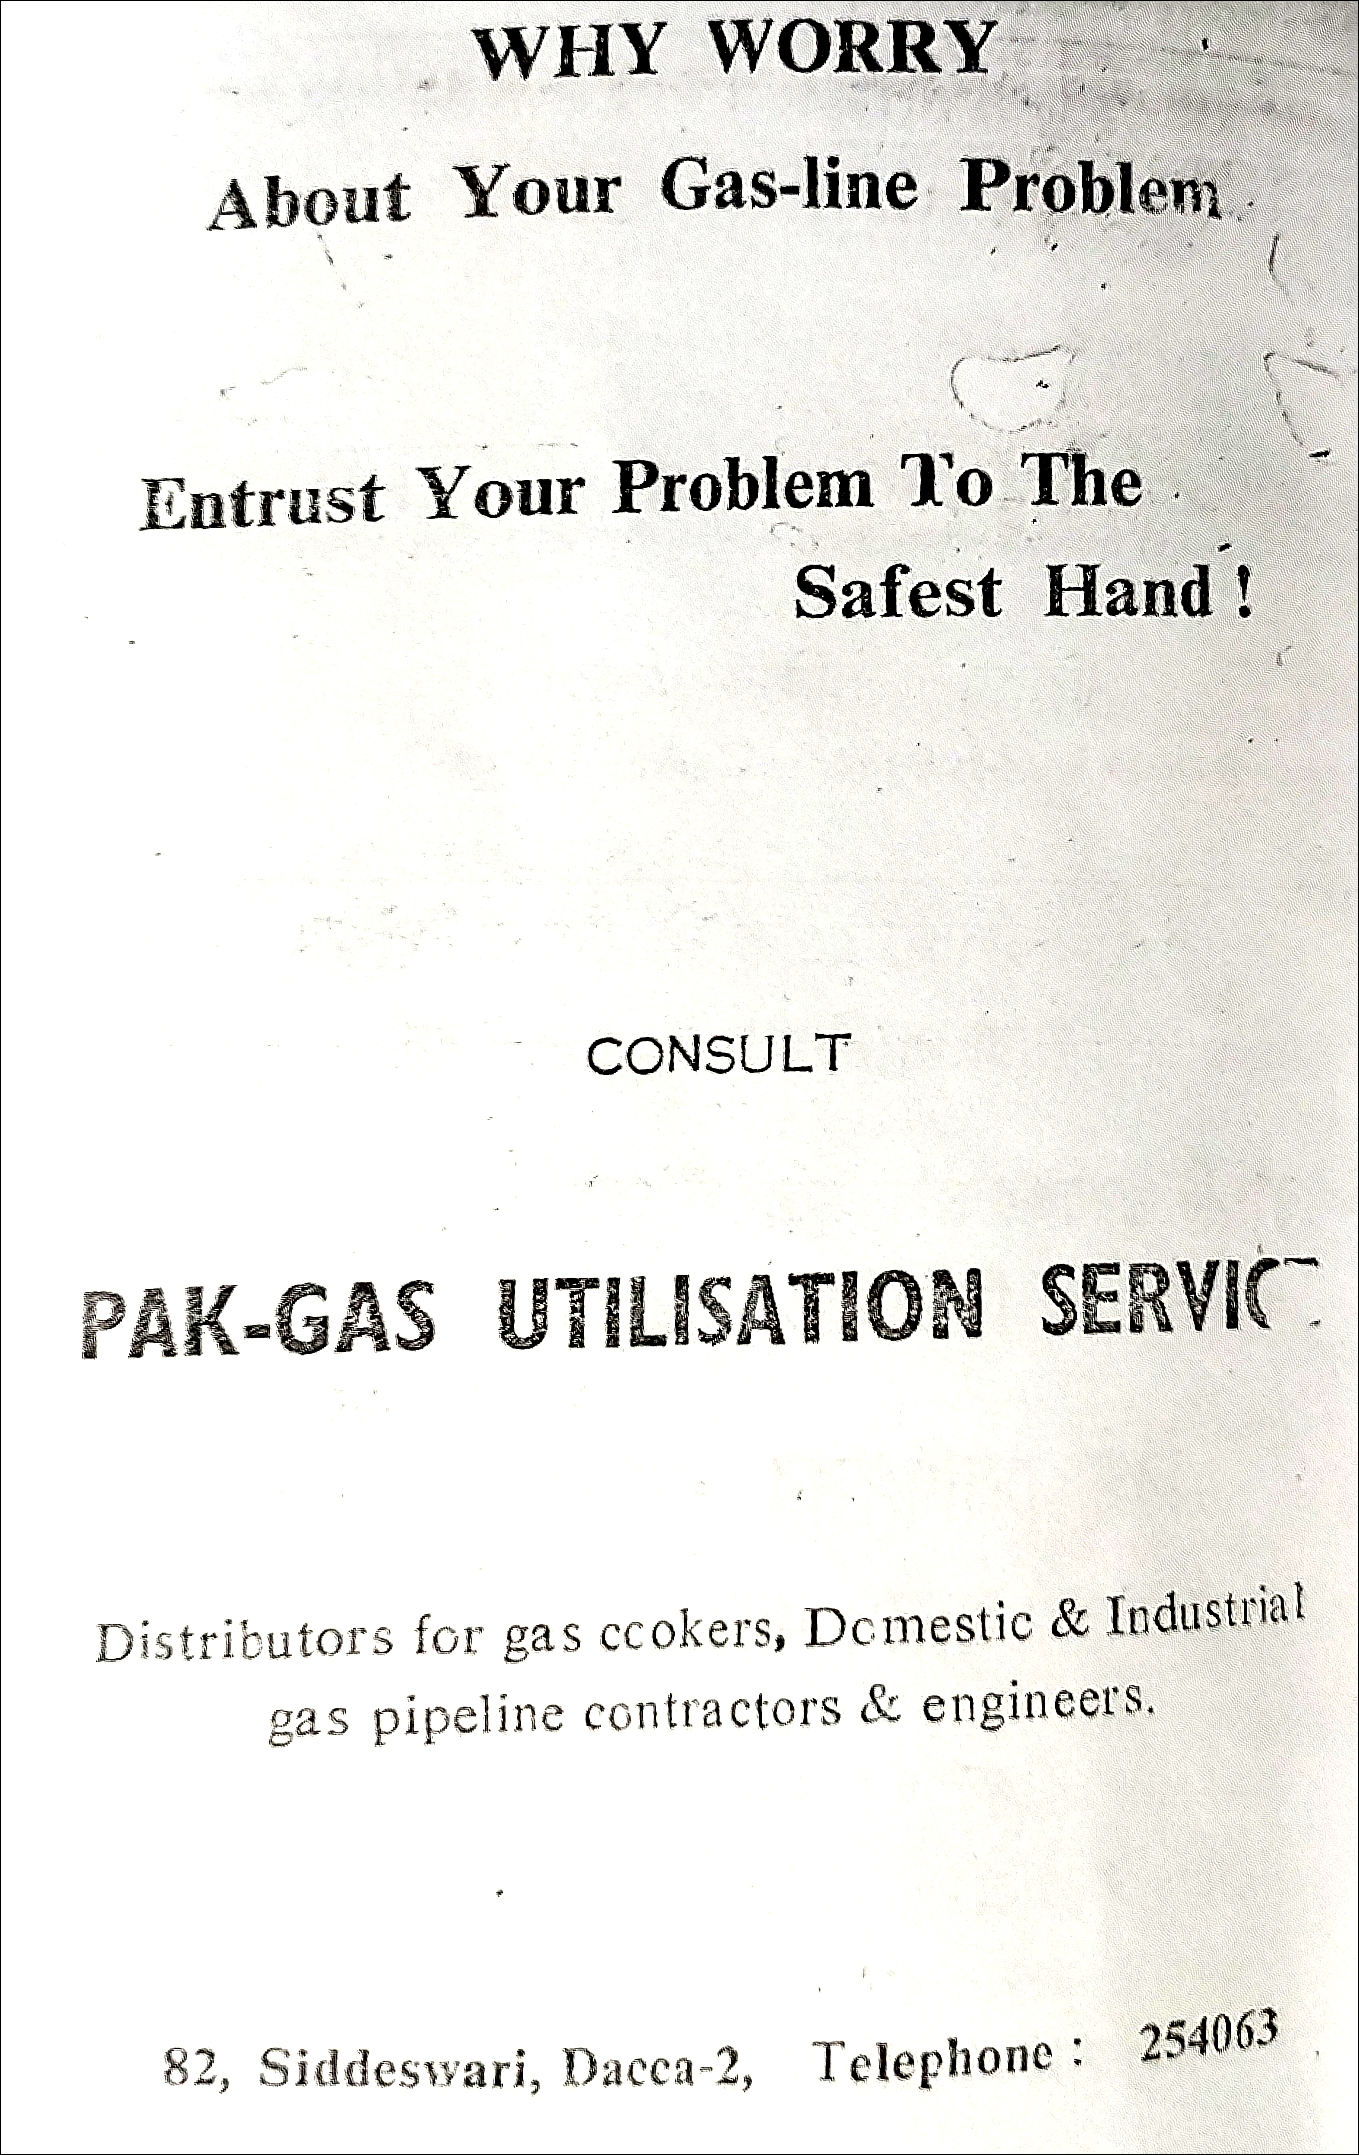 WHY WORRY
About Your Gas-line Problem
Entrust Your Problem To The
Safest Hand !
CONSULT
PAK-GAS UTILISATION SERVICE
Distributors for gas cookers, Domestic & Industrial
gas pipeline contractors & engineers.
82, Siddeswari, Dacca-2, Telephone : 254063